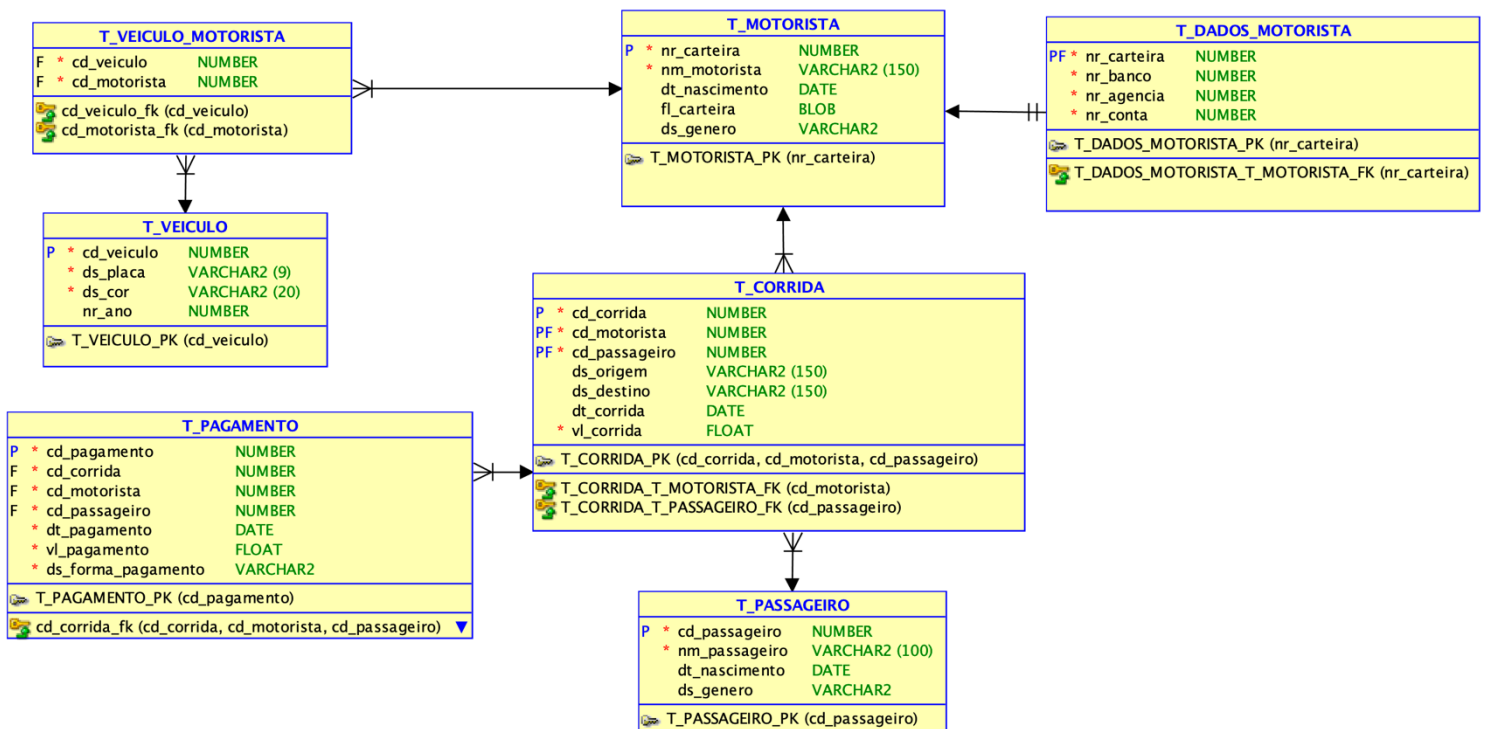 T_VEICULO_MOTORISTA
F * cd_veiculo NUMBER
F * cd_motorista NUMBER
cd_veiculo_fk (cd_veiculo)
cd_motorista_fk (cd_motorista)
T_MOTORISTA
P * nr_carteira NUMBER
* nm_motorista VARCHAR2 (150)
dt_nascimento DATE
fl_carteira BLOB
ds_genero VARCHAR2
T_MOTORISTA_PK (nr_carteira)
T_DADOS_MOTORISTA
PF * nr_carteira NUMBER
* nr_banco NUMBER
* nr_agencia NUMBER
* nr_conta NUMBER
T_DADOS_MOTORISTA_PK (nr_carteira)
T_DADOS_MOTORISTA_T_MOTORISTA_FK (nr_carteira)
T_VEICULO
P * cd_veiculo NUMBER
* ds_placa VARCHAR2 (9)
* ds_cor VARCHAR2 (20)
nr_ano NUMBER
T_VEICULO_PK (cd_veiculo)
T_CORRIDA
P * cd_corrida NUMBER
PF * cd_motorista NUMBER
PF * cd_passageiro NUMBER
ds_origem VARCHAR2 (150)
ds_destino VARCHAR2 (150)
dt_corrida DATE
* vl_corrida FLOAT
T_CORRIDA_PK (cd_corrida, cd_motorista, cd_passageiro)
T_CORRIDA_T_MOTORISTA_FK (cd_motorista)
T_CORRIDA_T_PASSAGEIRO_FK (cd_passageiro)
T_PAGAMENTO
P * cd_pagamento NUMBER
F * cd_corrida NUMBER
F * cd_motorista NUMBER
F * cd_passageiro NUMBER
* dt_pagamento DATE
* vl_pagamento FLOAT
* ds_forma_pagamento VARCHAR2
T_PAGAMENTO_PK (cd_pagamento)
cd_corrida_fk (cd_corrida, cd_motorista, cd_passageiro)
T_PASSAGEIRO
P * cd_passageiro NUMBER
* nm_passageiro VARCHAR2 (100)
dt_nascimento DATE
ds_genero VARCHAR2
T_PASSAGEIRO_PK (cd_passageiro)